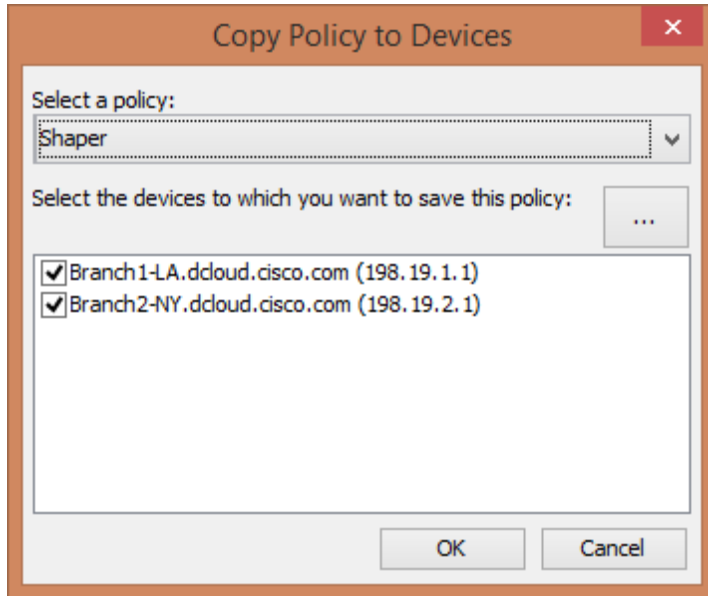 Copy Policy to Devices
Select a policy:
Shaper
Select the devices to which you want to save this policy:
...
Branch1-LA.dcloud.cisco.com (198.19.1.1)
Branch2-NY.dcloud.cisco.com (198.19.2.1)
OK Cancel